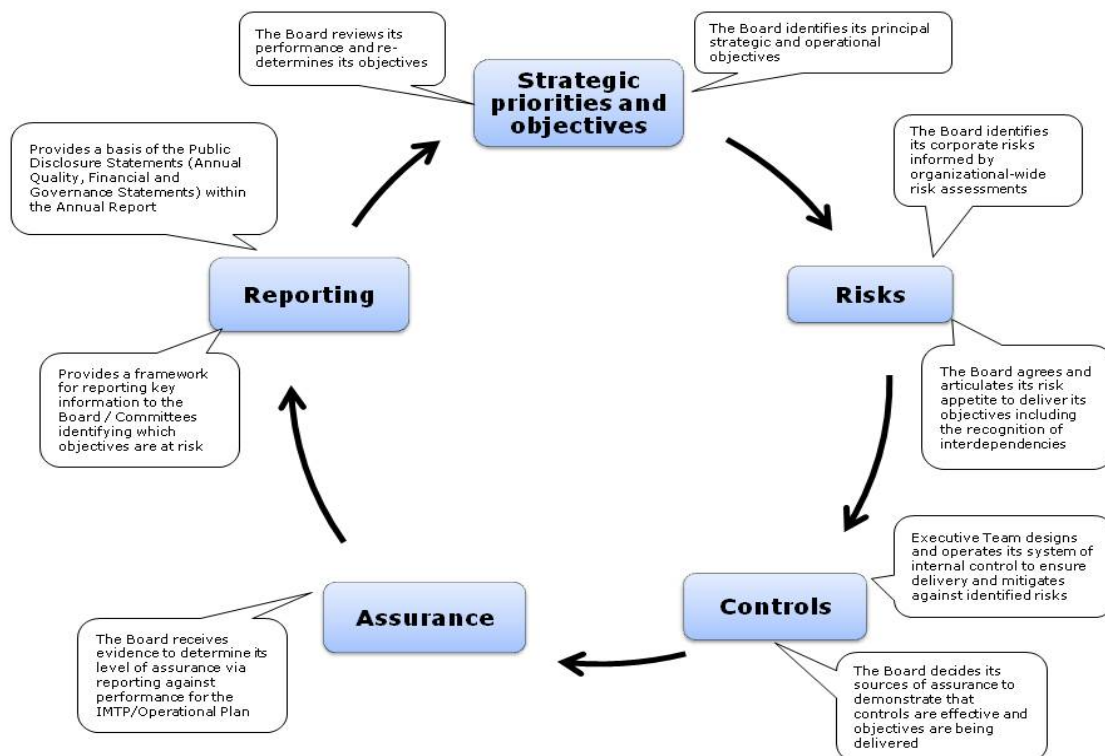 The Board reviews its
performance and re-
determines its objectives
Strategic
priorities and
objectives
The Board identifies its principal
strategic and operational
objectives
The Board identifies
its corporate risks
informed by
organizational-wide
risk assessments
Risks
The Board agrees and
articulates its risk
appetite to deliver its
objectives including
the recognition of
interdependencies
Executive Team designs
and operates its system of
internal control to ensure
delivery and mitigates
against identified risks
Controls
The Board decides its
sources of assurance to
demonstrate that
controls are effective and
objectives are being
delivered
Assurance
The Board receives
evidence to determine its
level of assurance via
reporting against
performance for the
IMTP/Operational Plan
Reporting
Provides a framework
for reporting key
information to the
Board / Committees
identifying which
objectives are at risk
Provides a basis of the Public
Disclosure Statements (Annual
Quality, Financial and
Governance Statements) within
the Annual Report